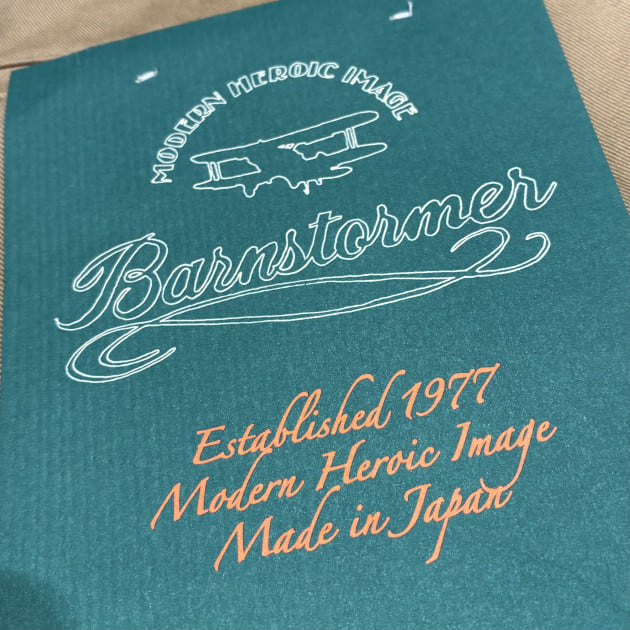 MODERN HEROIC IMAGE
Barnstormer
Established 1977
Modern Heroic Image
Made in Japan